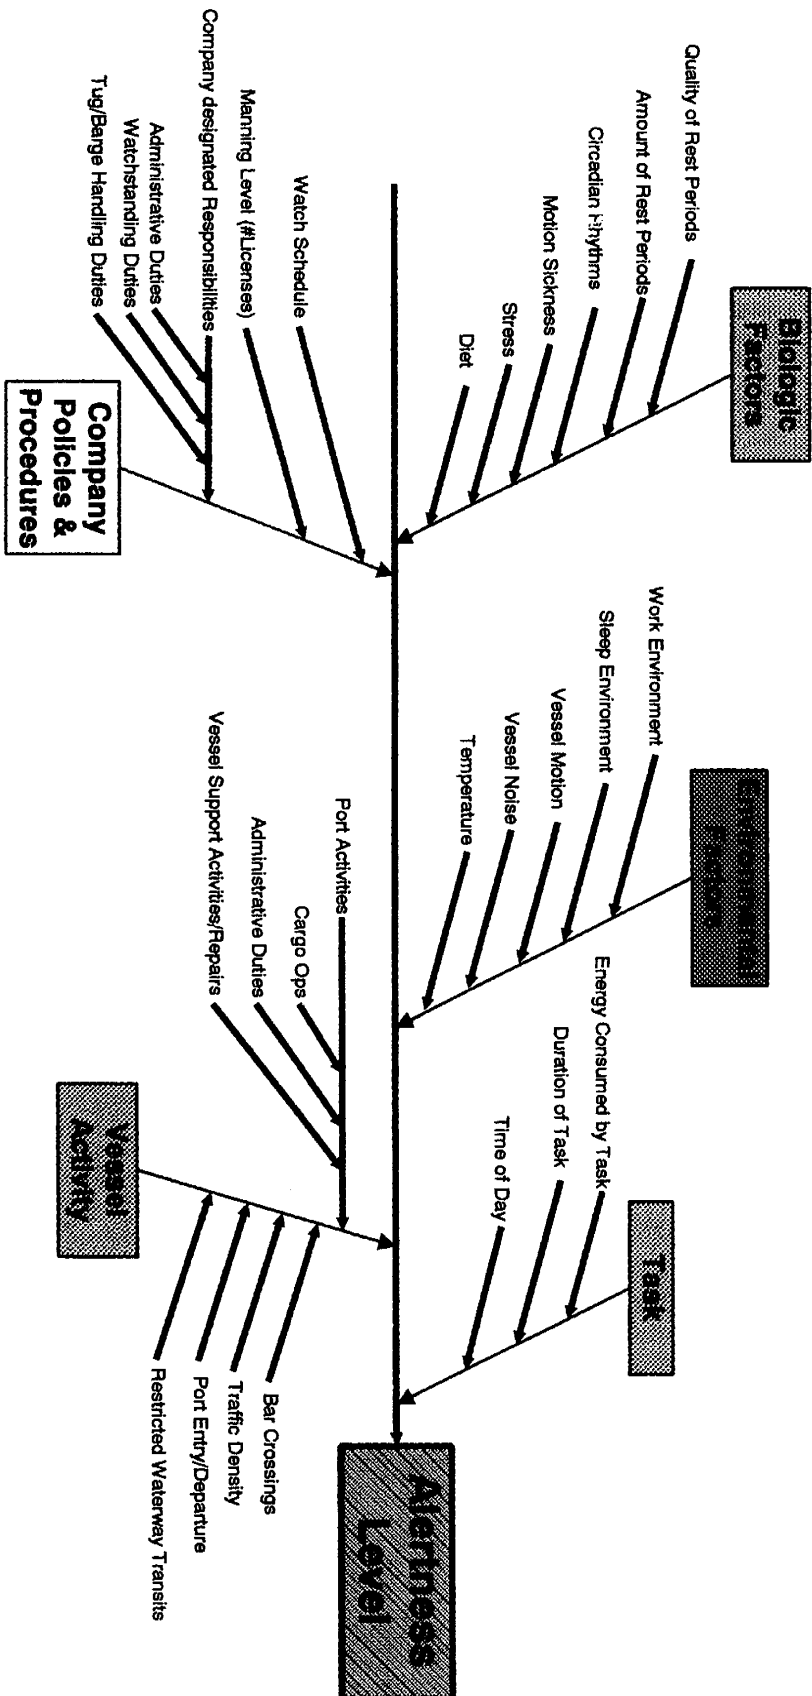 Biologic
Factors
Quality of Rest Periods
Amount of Rest Periods
Circadian Rhythms
Motion Sickness
Stress
Diet
Environmental
Factors
Work Environment
Sleep Environment
Vessel Motion
Vessel Noise
Temperature
Task
Energy Consumed by Task
Duration of Task
Time of Day
Alertness
Level
Watch Schedule
Manning Level (#Licenses)
Company designated Responsibilities
Administrative Duties
Watchstanding Duties
Tug/Barge Handling Duties
Company
Policies &
Procedures
Port Activities
Cargo Ops
Administrative Duties
Vessel Support Activities/Repairs
Bar Crossings
Traffic Density
Port Entry/Departure
Restricted Waterway Transits
Vessel
Activity